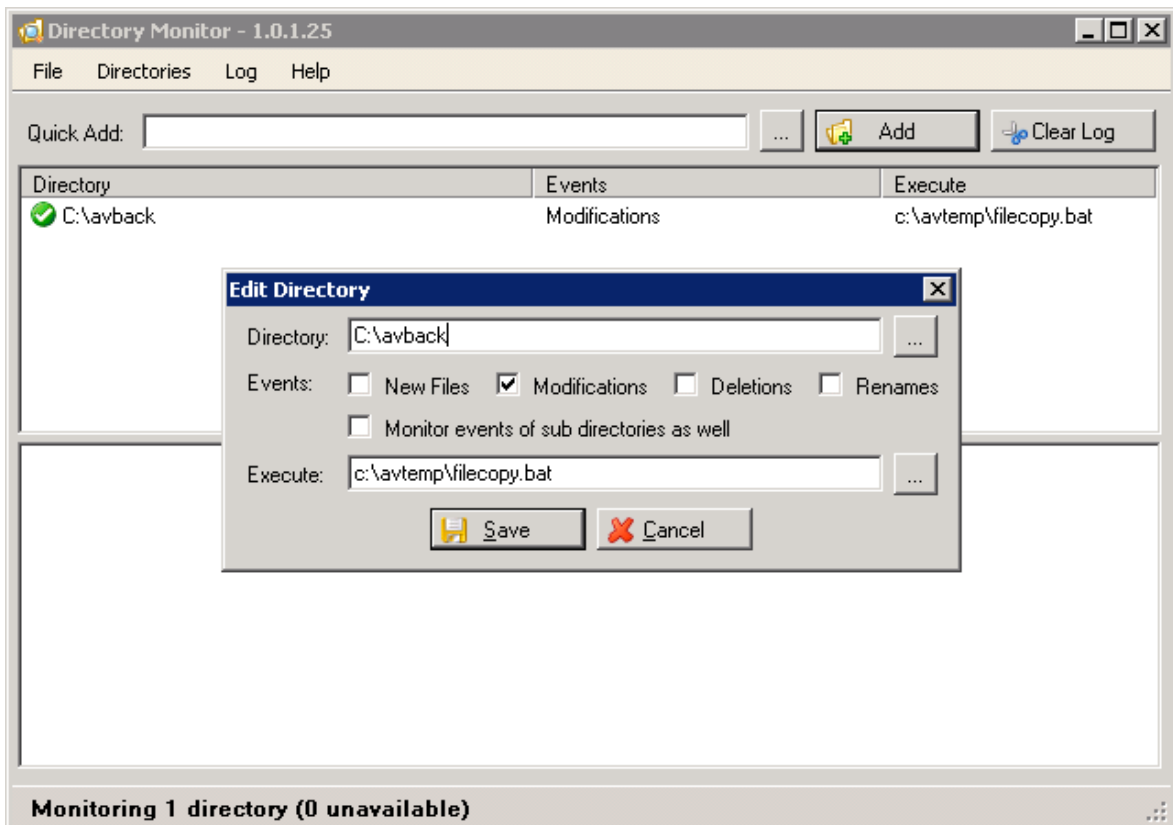 Directory Monitor - 1.0.1.25
File Directories Log Help
Quick Add: ... Add Clear Log
Directory Events Execute
C:\avback Modifications c:\avtemp\filecopy.bat
Edit Directory
Directory: C:\avback ...
Events: New Files Modifications Deletions Renames
Monitor events of sub directories as well
Execute: c:\avtemp\filecopy.bat ...
Save Cancel
Monitoring 1 directory (0 unavailable)